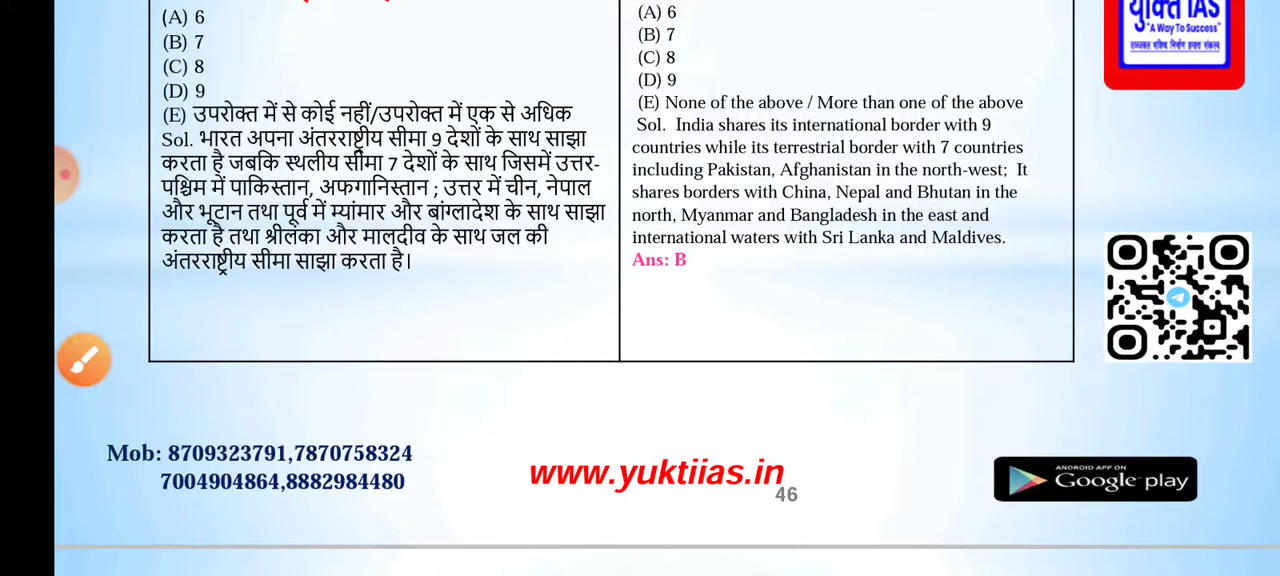 (A) 6
(B) 7
(C) 8
(D) 9
(E) उपरोक्त में से कोई नहीं/उपरोक्त में एक से अधिक
Sol. भारत अपना अंतरराष्ट्रीय सीमा 9 देशों के साथ साझा
करता है जबकि स्थलीय सीमा 7 देशों के साथ जिसमें उत्तर-
पश्चिम में पाकिस्तान, अफगानिस्तान ; उत्तर में चीन, नेपाल
और भूटान तथा पूर्व में म्यांमार और बांग्लादेश के साथ साझा
करता है तथा श्रीलंका और मालदीव के साथ जल की
अंतरराष्ट्रीय सीमा साझा करता है।
(A) 6
(B) 7
(C) 8
(D) 9
(E) None of the above / More than one of the above
Sol. India shares its international border with 9
countries while its terrestrial border with 7 countries
including Pakistan, Afghanistan in the north-west; It
shares borders with China, Nepal and Bhutan in the
north, Myanmar and Bangladesh in the east and
international waters with Sri Lanka and Maldives.
Ans: B
युक्ति IAS
"A Way To Success"
उज्जवल भविष्य निर्माण हमारा संकल्प
Mob: 8709323791,7870758324
7004904864,8882984480
www.yuktiias.in
46
ANDROID APP ON
Google play